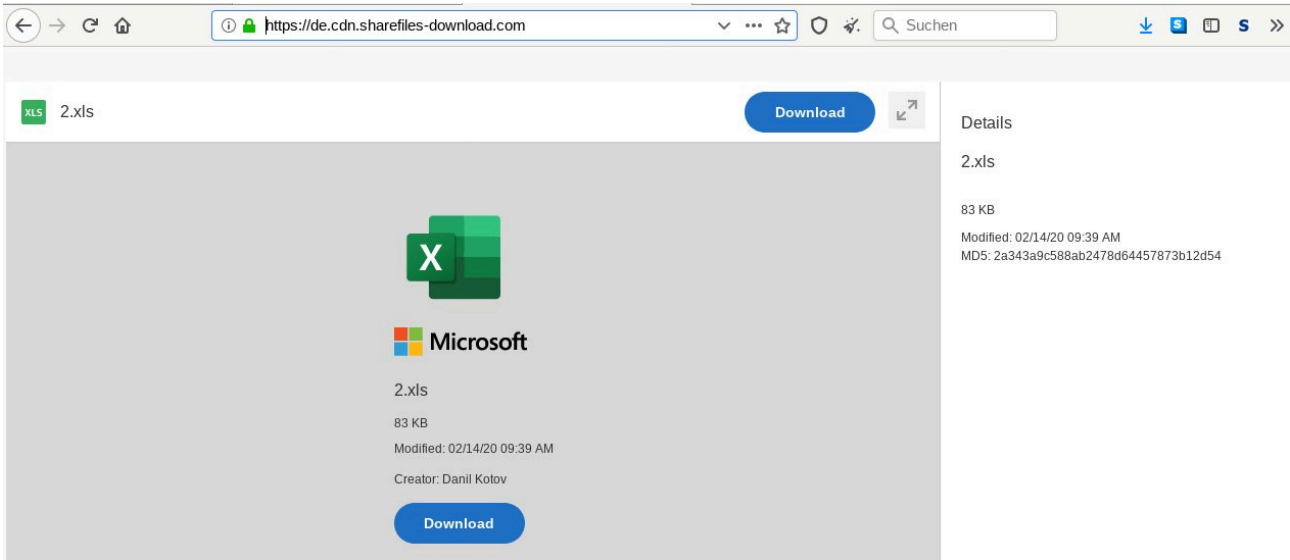 https://de.cdn.sharefiles-download.com
Suchen
S
S
XLS
2.xls
Download
Details
2.xls
83 KB
Modified: 02/14/20 09:39 AM
MD5: 2a343a9c588ab2478d64457873b12d54
X
Microsoft
2.xls
83 KB
Modified: 02/14/20 09:39 AM
Creator: Danil Kotov
Download